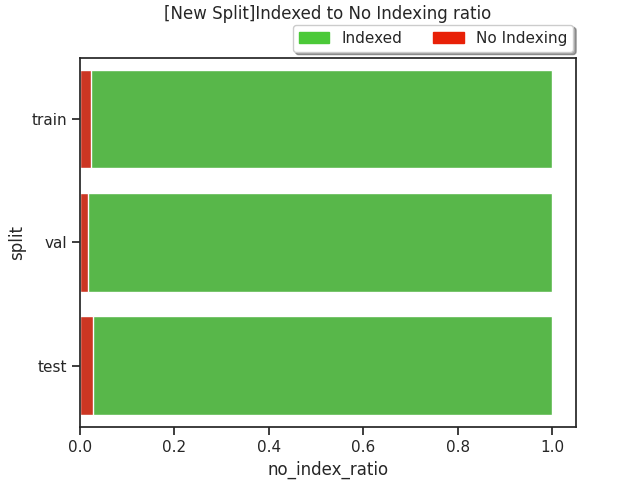 [New Split]Indexed to No Indexing ratio
Indexed
No Indexing
train
val
test
split
0.0
0.2
0.4
0.6
0.8
1.0
no_index_ratio